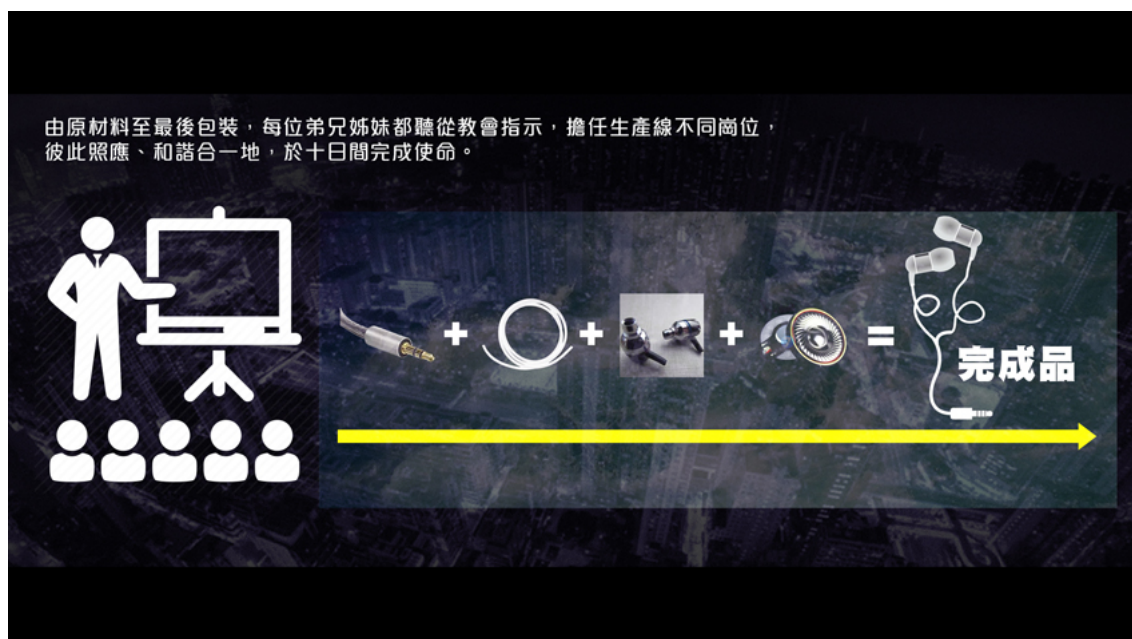 由原材料至最後包裝，每位弟兄姊妹都聽從教會指示，擔任生產線不同崗位，
彼此照應、和諧合一地，於十日間完成使命。
+ + + =
完成品